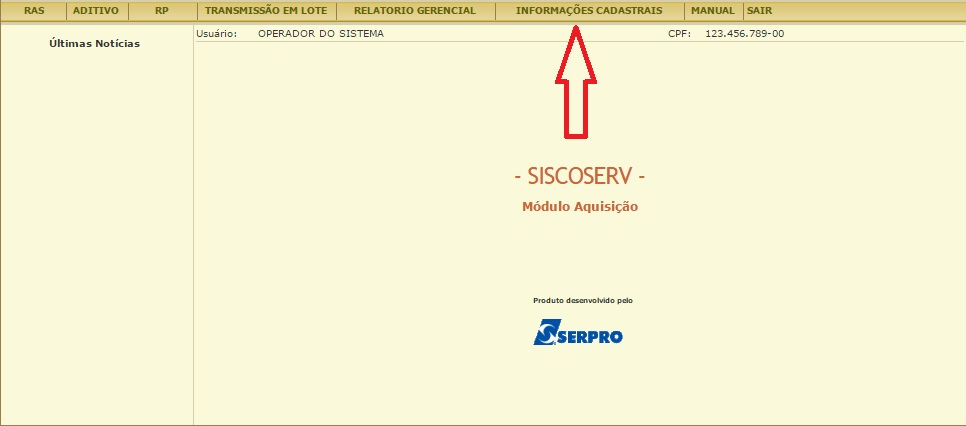 RAS ADITIVO RP TRANSMISSÃO EM LOTE RELATORIO GERENCIAL INFORMAÇÕES CADASTRAIS MANUAL SAIR
Últimas Notícias
Usuário: OPERADOR DO SISTEMA CPF: 123.456.789-00
- SISCOSERV -
Módulo Aquisição
Produto desenvolvido pelo
SERPRO